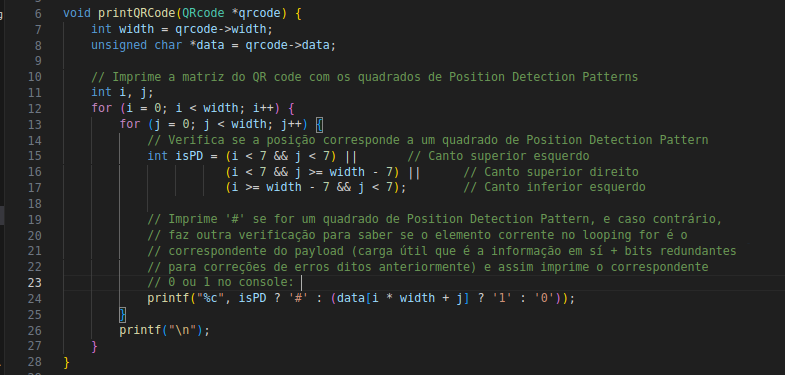 6 void printQRCode(QRcode *qrcode) {
7     int width = qrcode->width;
8     unsigned char *data = qrcode->data;
9
10     // Imprime a matriz do QR code com os quadrados de Position Detection Patterns
11     int i, j;
12     for (i = 0; i < width; i++) {
13         for (j = 0; j < width; j++) {
14             // Verifica se a posição corresponde a um quadrado de Position Detection Pattern
15             int isPD = (i < 7 && j < 7) ||       // Canto superior esquerdo
16                        (i < 7 && j >= width - 7) ||      // Canto superior direito
17                        (i >= width - 7 && j < 7);        // Canto inferior esquerdo
18
19             // Imprime '#' se for um quadrado de Position Detection Pattern, e caso contrário,
20             // faz outra verificação para saber se o elemento corrente no looping for é o
21             // correspondente do payload (carga útil que é a informação em sí + bits redundantes
22             // para correções de erros ditos anteriormente) e assim imprime o correspondente
23             // 0 ou 1 no console:
24             printf("%c", isPD ? '#' : (data[i * width + j] ? '1' : '0'));
25         }
26         printf("\n");
27     }
28 }